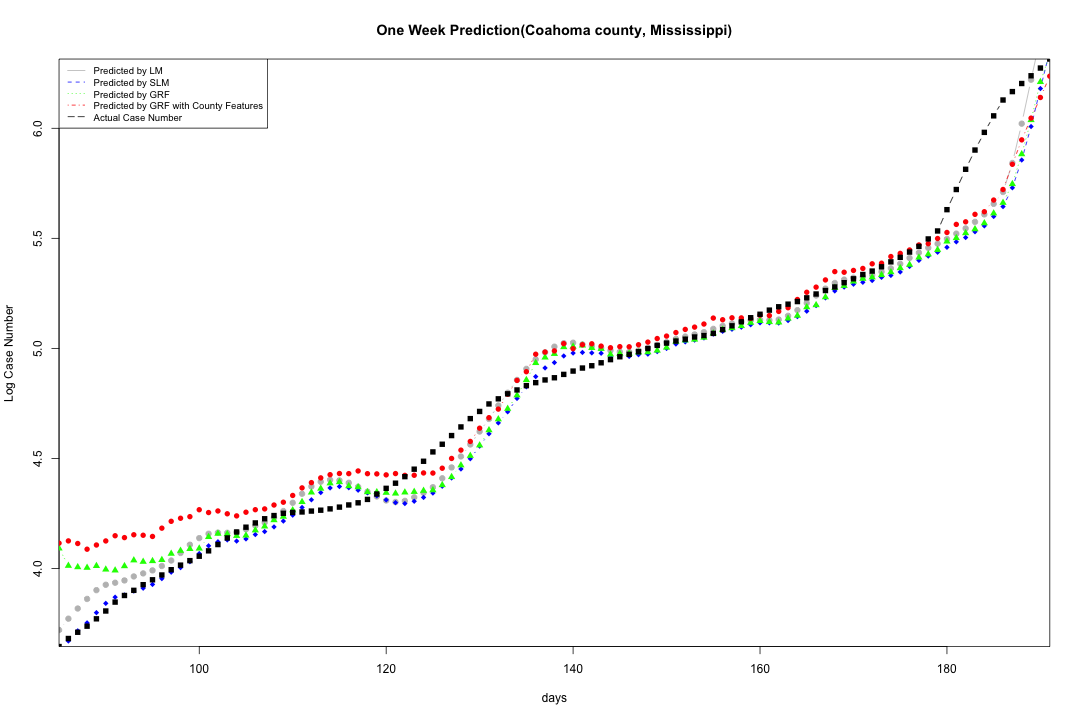 One Week Prediction(Coahoma county, Mississippi)
Predicted by LM
Predicted by SLM
Predicted by GRF
Predicted by GRF with County Features
Actual Case Number
Log Case Number
6.0
5.5
5.0
4.5
4.0
100 120 140 160 180
days